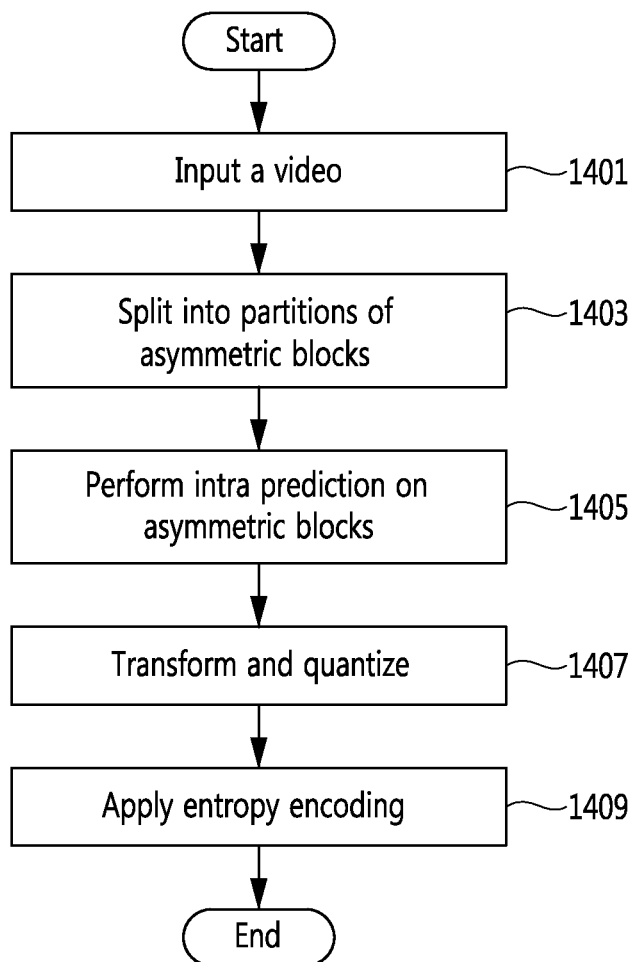 Start
Input a video
1401
Split into partitions of
asymmetric blocks
1403
Perform intra prediction on
asymmetric blocks
1405
Transform and quantize
1407
Apply entropy encoding
1409
End